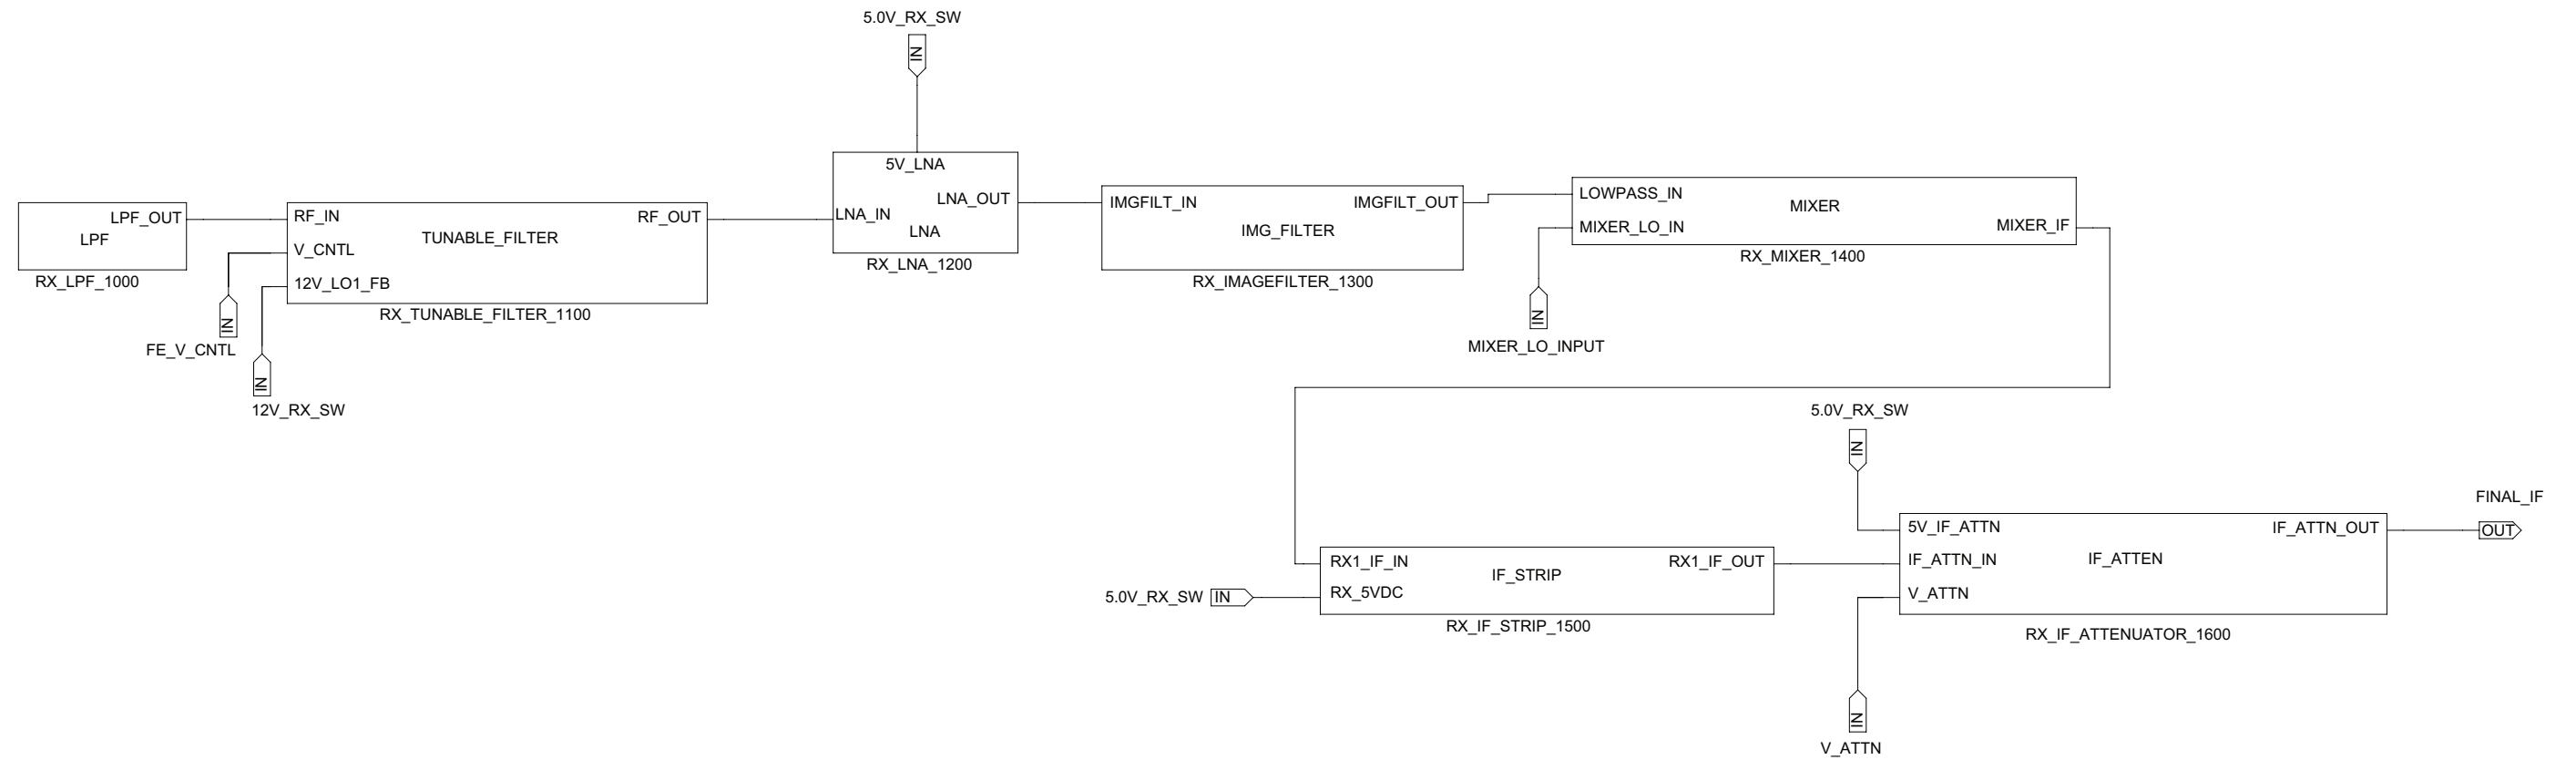 5.0V_RX_SW
IN
5V_LNA
LNA_OUT
LNA_IN
LNA
RX_LNA_1200
LPF_OUT
LPF
RX_LPF_1000
RF_IN
RF_OUT
TUNABLE_FILTER
V_CNTL
12V_LO1_FB
RX_TUNABLE_FILTER_1100
IN
FE_V_CNTL
IN
12V_RX_SW
IMGFILT_IN
IMGFILT_OUT
IMG_FILTER
RX_IMAGEFILTER_1300
LOWPASS_IN
MIXER
MIXER_LO_IN
MIXER_IF
RX_MIXER_1400
IN
MIXER_LO_INPUT
5.0V_RX_SW
IN
RX1_IF_IN
RX1_IF_OUT
IF_STRIP
5.0V_RX_SW
IN
RX_5VDC
RX_IF_STRIP_1500
5V_IF_ATTN
IF_ATTN_OUT
IF_ATTN_IN
IF_ATTEN
V_ATTN
RX_IF_ATTENUATOR_1600
FINAL_IF
OUT
IN
V_ATTN